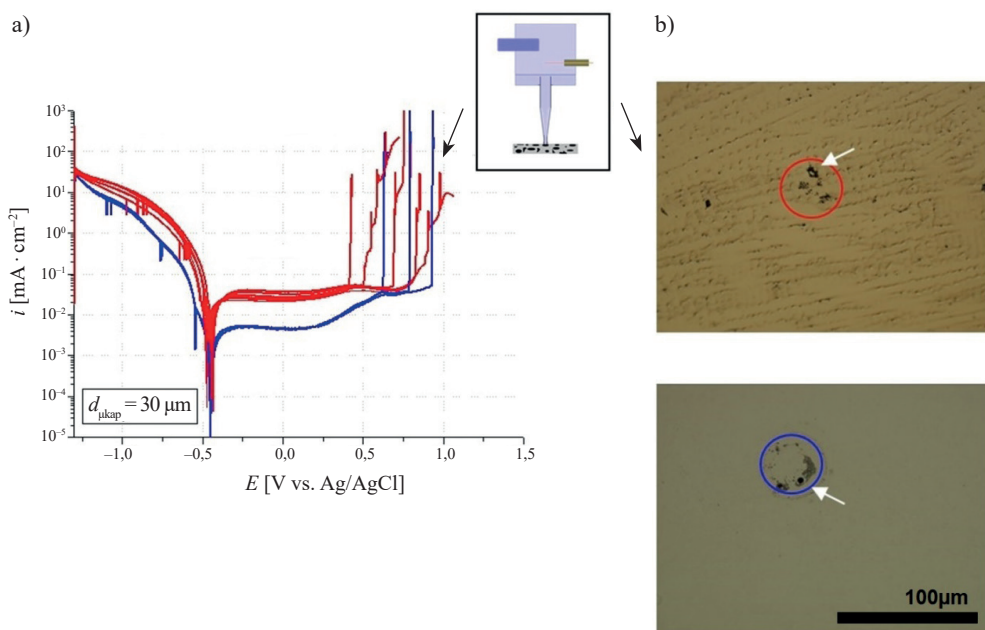 a)
b)
10³
10²
10¹
10⁰
10⁻¹
10⁻²
10⁻³
10⁻⁴
10⁻⁵
i [mA · cm⁻²]
dμkap = 30 μm
−1,0
−0,5
0,0
0,5
1,0
1,5
E [V vs. Ag/AgCl]
100μm